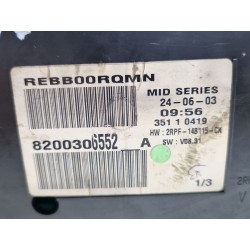 REBB00RQMN
MID SERIES
24-06-03
09:56
351 1 0419
HW : 2RPF-148115-CK
SW : V08.31
8200306552 A
1/3